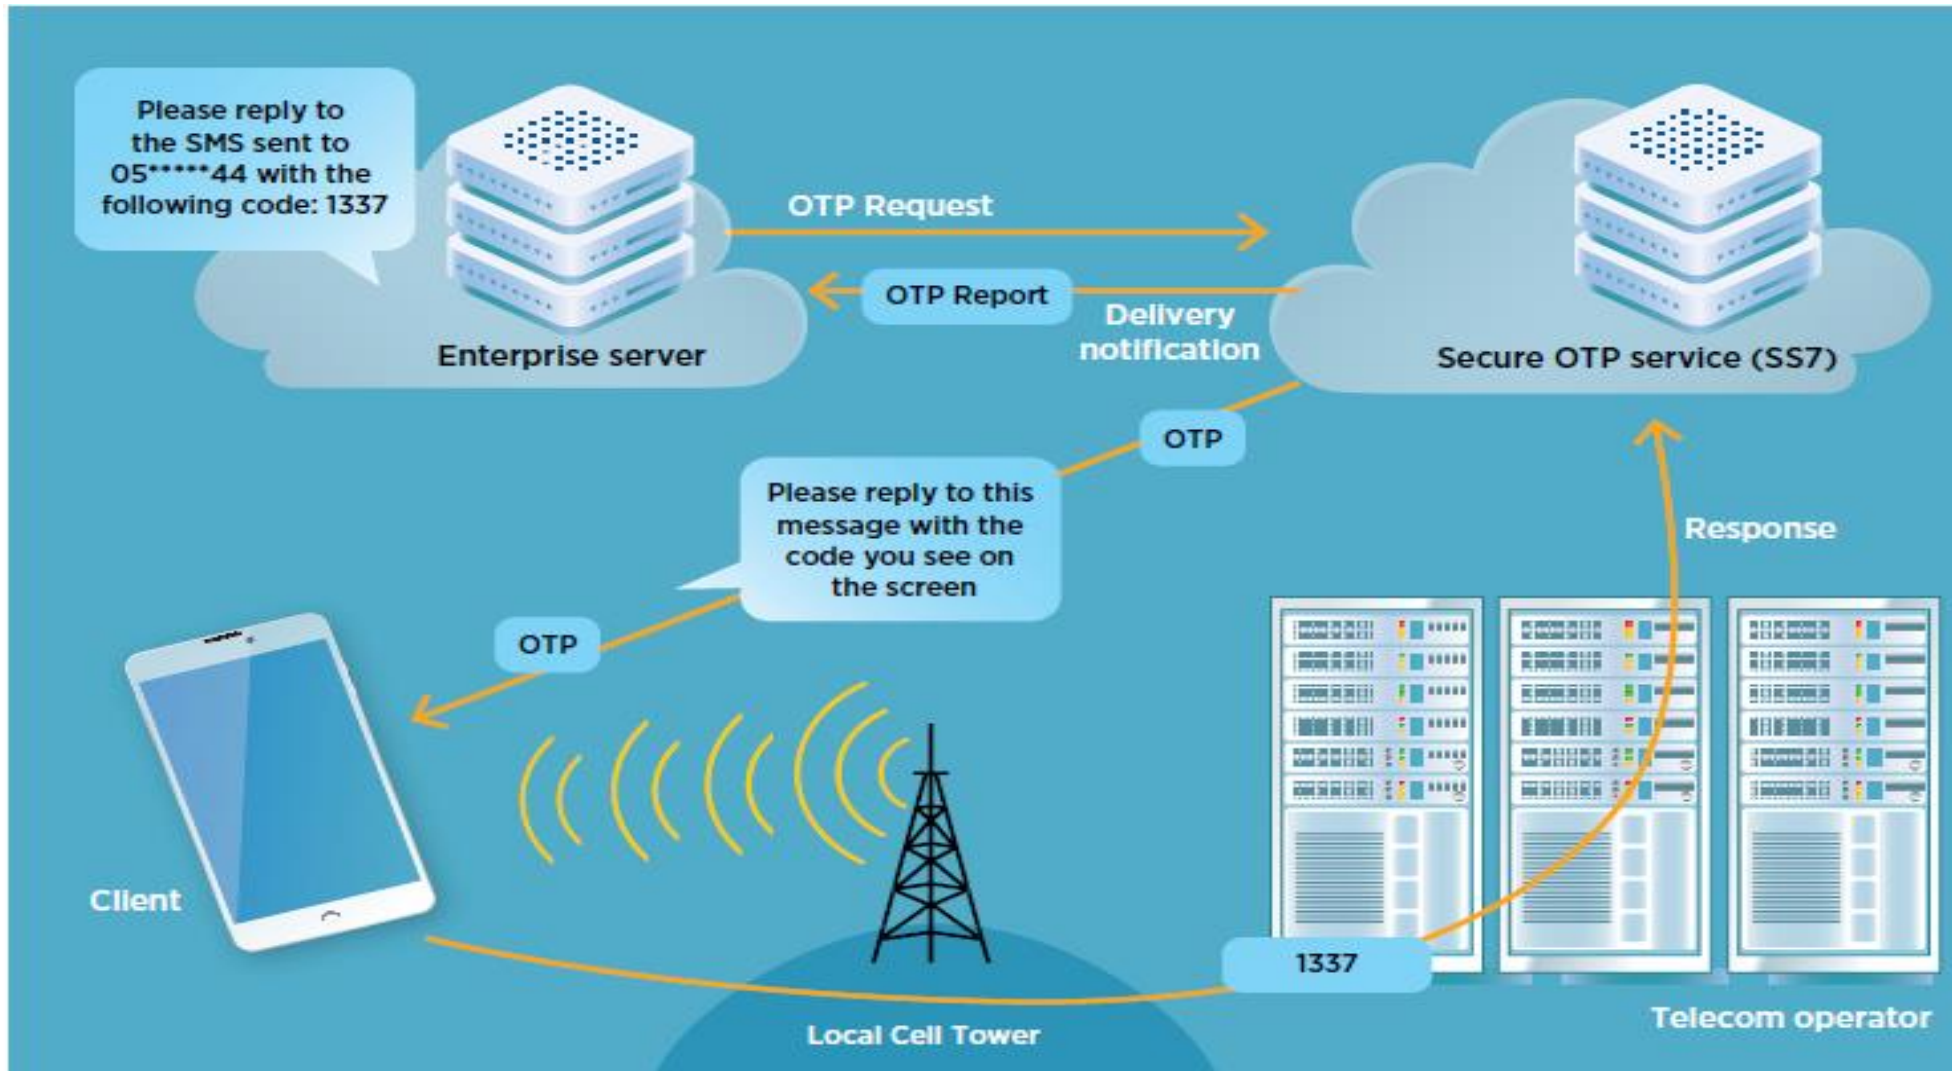 Please reply to
the SMS sent to
05*****44 with the
following code: 1337
OTP Request
OTP Report
Delivery
notification
Enterprise server
Secure OTP service (SS7)
OTP
Please reply to this
message with the
code you see on
the screen
Response
OTP
Client
1337
Local Cell Tower
Telecom operator